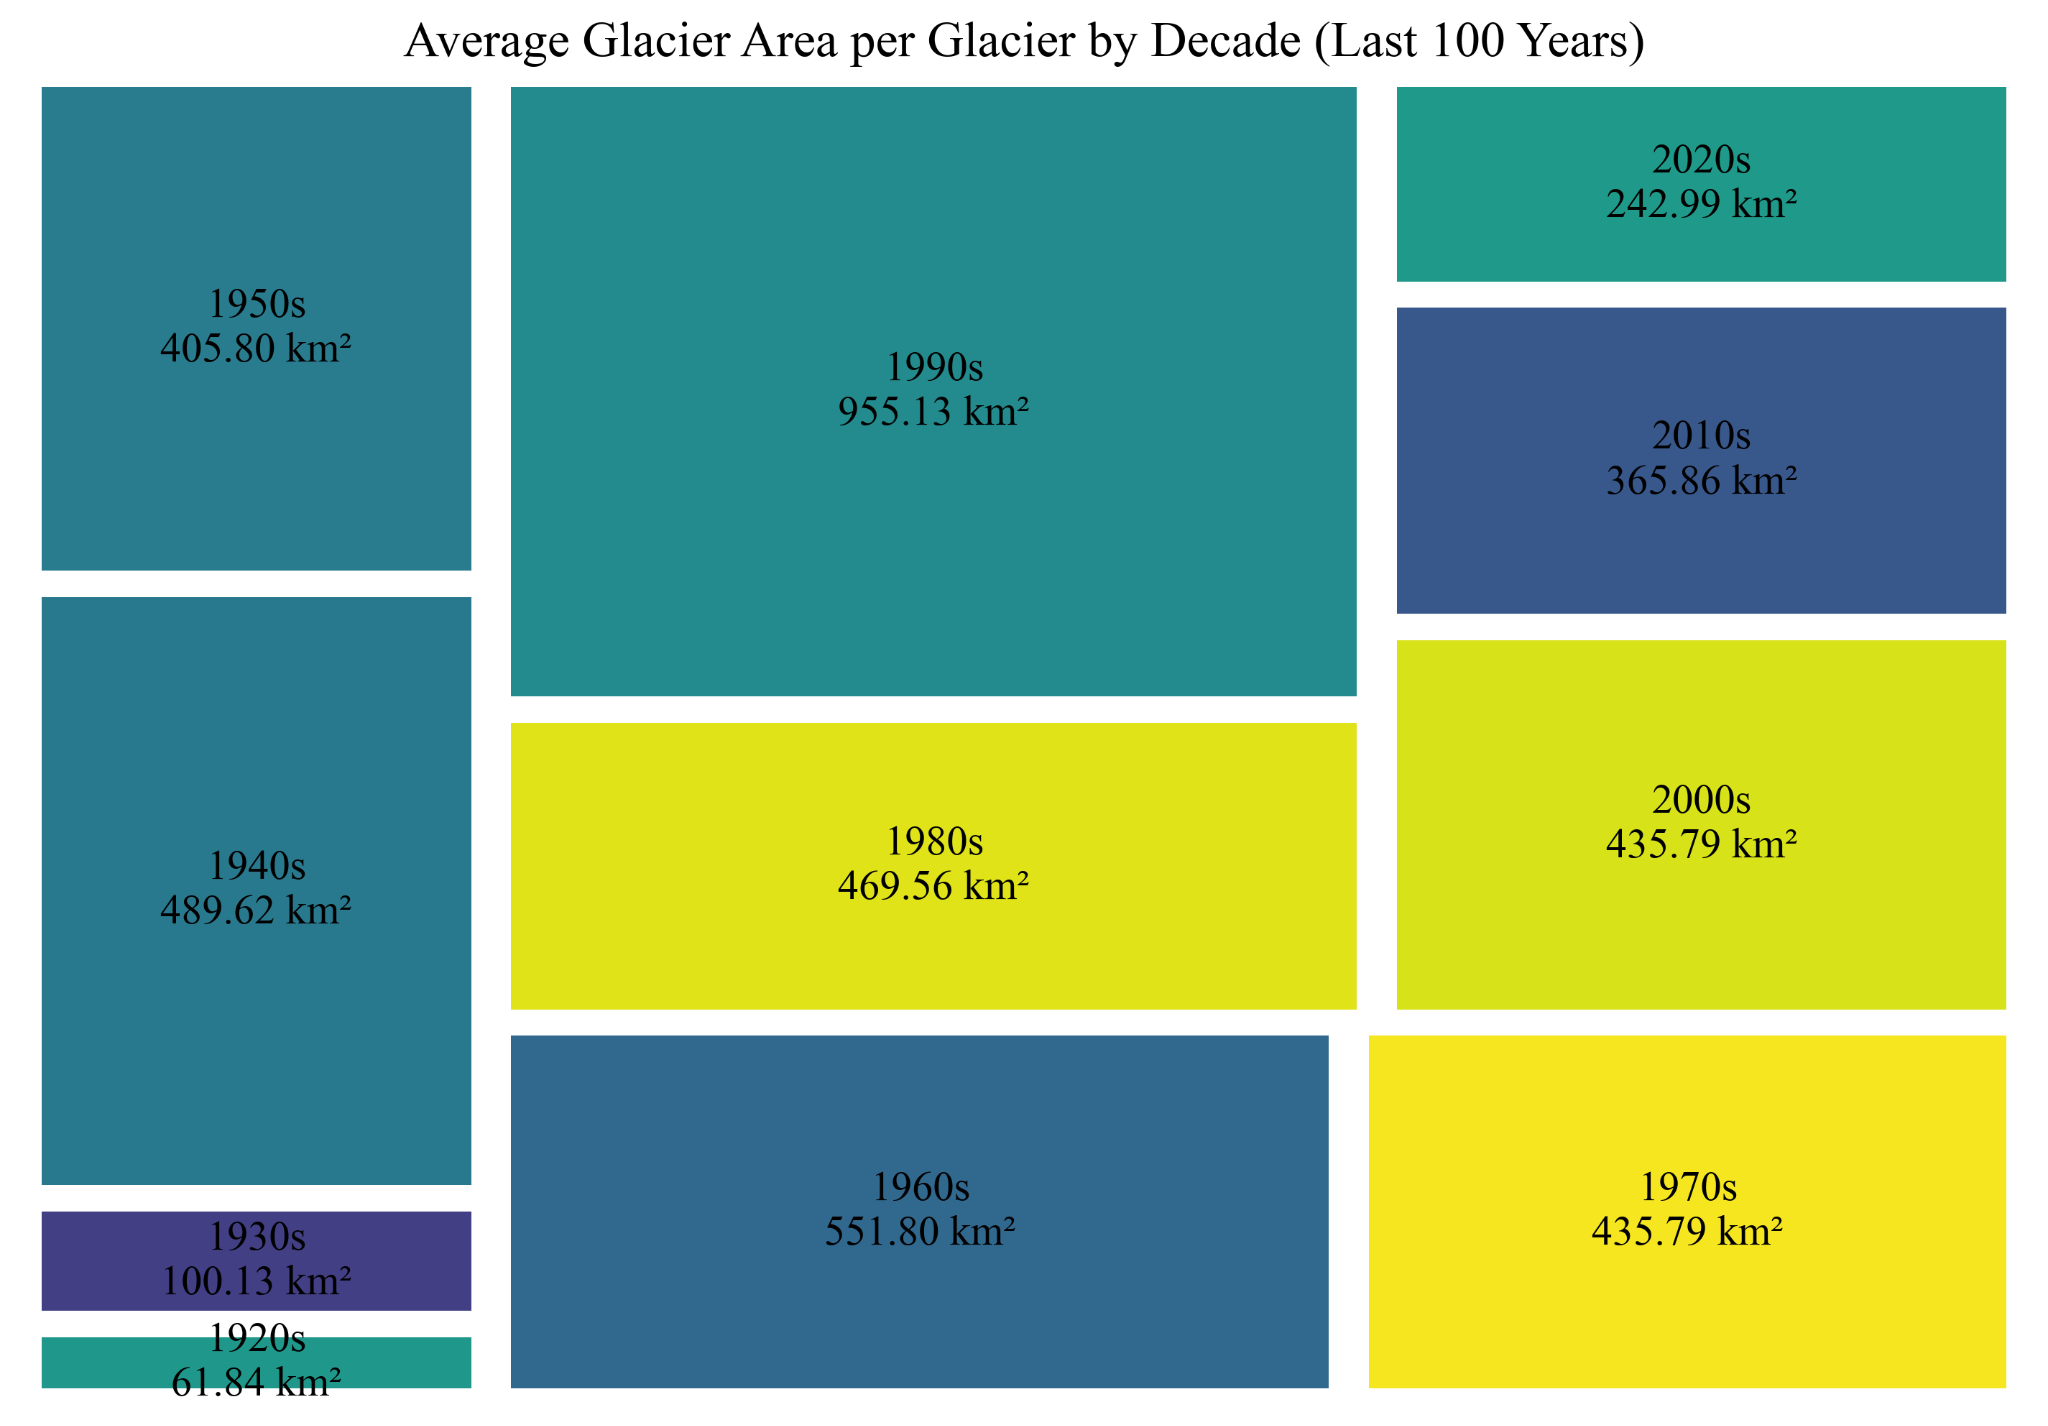 Average Glacier Area per Glacier by Decade (Last 100 Years)
1950s
405.80 km²
1940s
489.62 km²
1930s
100.13 km²
1920s
61.84 km²
1990s
955.13 km²
1980s
469.56 km²
1960s
551.80 km²
2020s
242.99 km²
2010s
365.86 km²
2000s
435.79 km²
1970s
435.79 km²